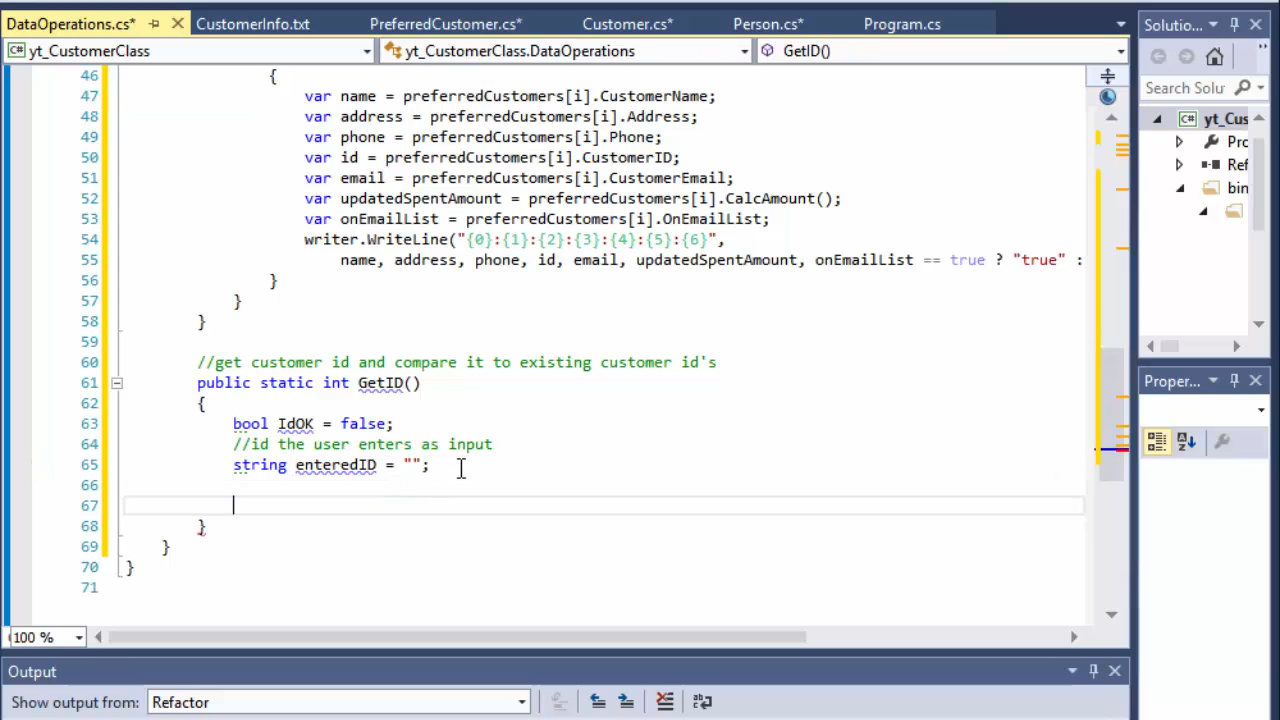 DataOperations.cs*
CustomerInfo.txt
PreferredCustomer.cs*
Customer.cs*
Person.cs*
Program.cs
Solutio...
yt_CustomerClass
yt_CustomerClass.DataOperations
GetID()
Search Solu
yt_Cus
Prc
Ref
bin
46 {
47 var name = preferredCustomers[i].CustomerName;
48 var address = preferredCustomers[i].Address;
49 var phone = preferredCustomers[i].Phone;
50 var id = preferredCustomers[i].CustomerID;
51 var email = preferredCustomers[i].CustomerEmail;
52 var updatedSpentAmount = preferredCustomers[i].CalcAmount();
53 var onEmailList = preferredCustomers[i].OnEmailList;
54 writer.WriteLine("{0}:{1}:{2}:{3}:{4}:{5}:{6}",
55 name, address, phone, id, email, updatedSpentAmount, onEmailList == true ? "true" :
56 }
57 }
58 }
59
60 //get customer id and compare it to existing customer id's
61 public static int GetID()
62 {
63 bool IdOK = false;
64 //id the user enters as input
65 string enteredID = "";
66
67
68 }
69 }
70 }
71
Proper...
100 %
Output
Show output from: Refactor